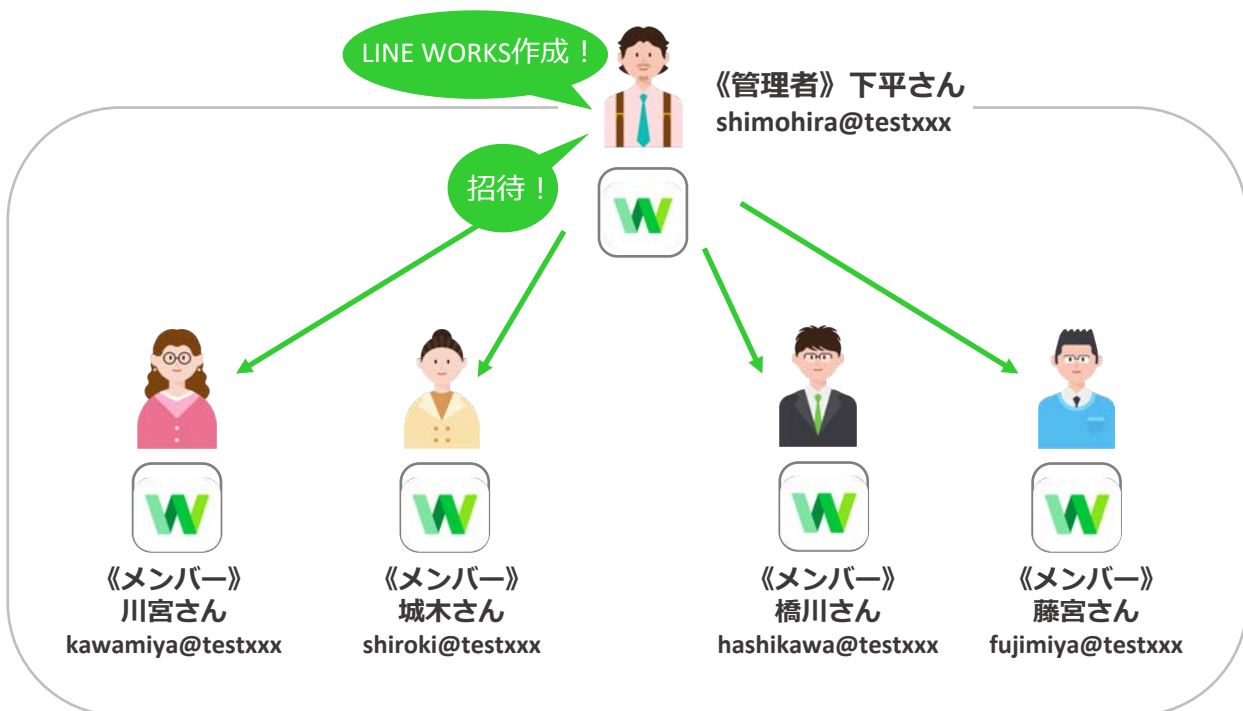 LINE WORKS作成！
《管理者》下平さん
shimohira@testxxx
招待！
《メンバー》
川宮さん
kawamiya@testxxx
《メンバー》
城木さん
shiroki@testxxx
《メンバー》
橋川さん
hashikawa@testxxx
《メンバー》
藤宮さん
fujimiya@testxxx